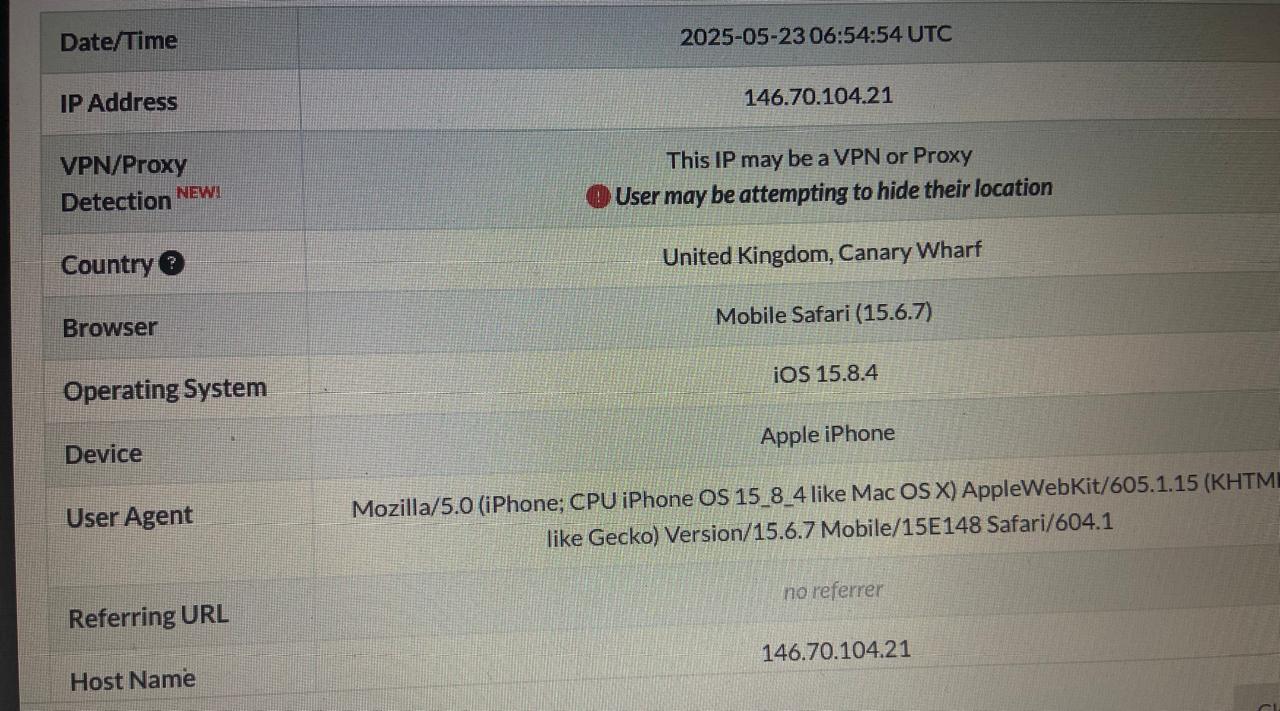 Date/Time
2025-05-23 06:54:54 UTC
IP Address
146.70.104.21
VPN/Proxy
Detection NEW!
This IP may be a VPN or Proxy
! User may be attempting to hide their location
Country ?
United Kingdom, Canary Wharf
Browser
Mobile Safari (15.6.7)
Operating System
iOS 15.8.4
Device
Apple iPhone
User Agent
Mozilla/5.0 (iPhone; CPU iPhone OS 15_8_4 like Mac OS X) AppleWebKit/605.1.15 (KHTML
like Gecko) Version/15.6.7 Mobile/15E148 Safari/604.1
Referring URL
no referrer
Host Name
146.70.104.21